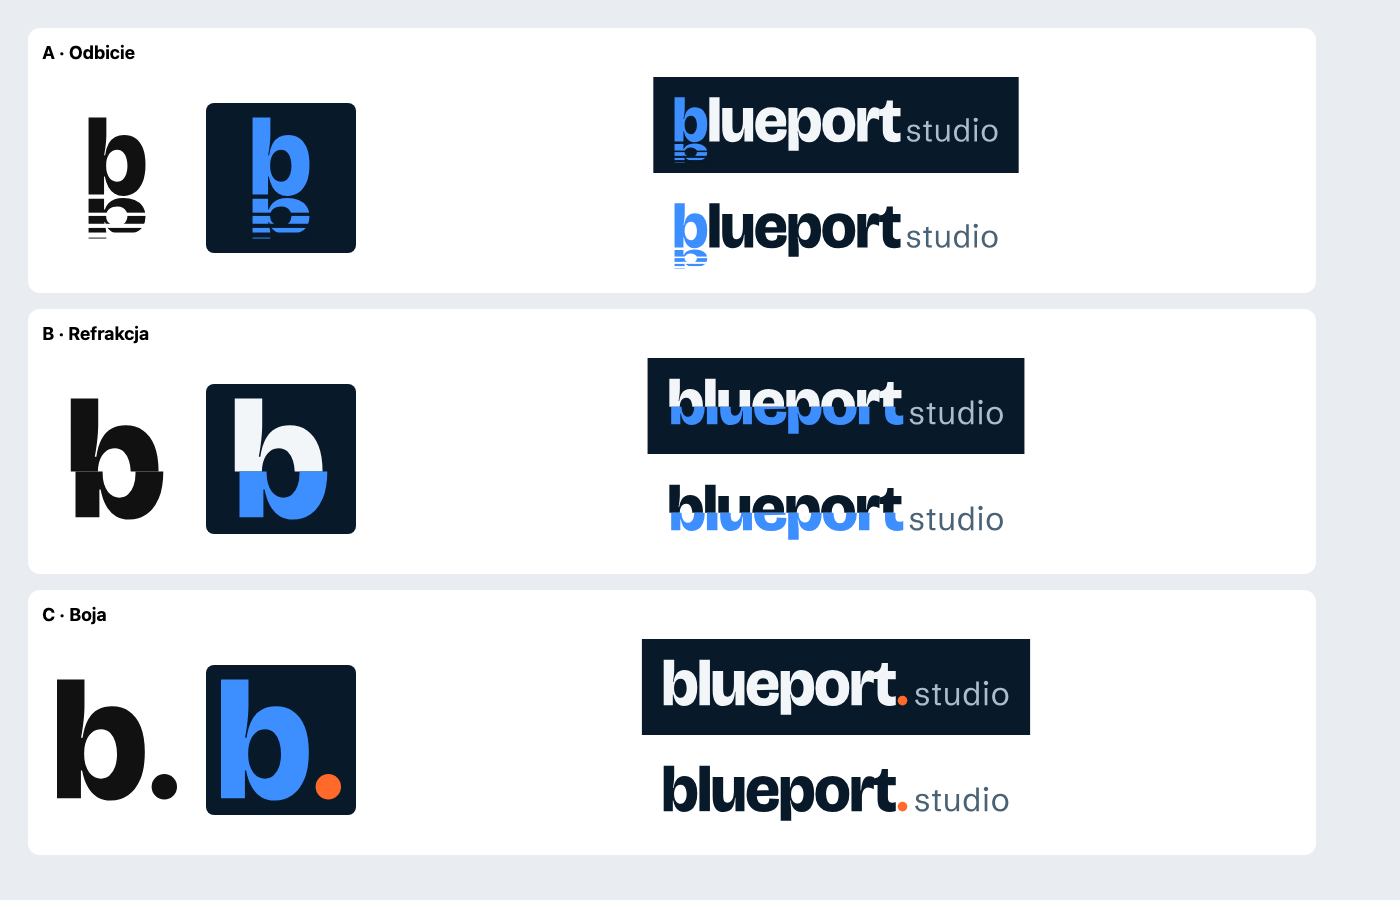 A · Odbicie
b
b
blueport studio
blueport studio
B · Refrakcja
b
b
blueport studio
blueport studio
C · Boja
b.
b.
blueport. studio
blueport. studio